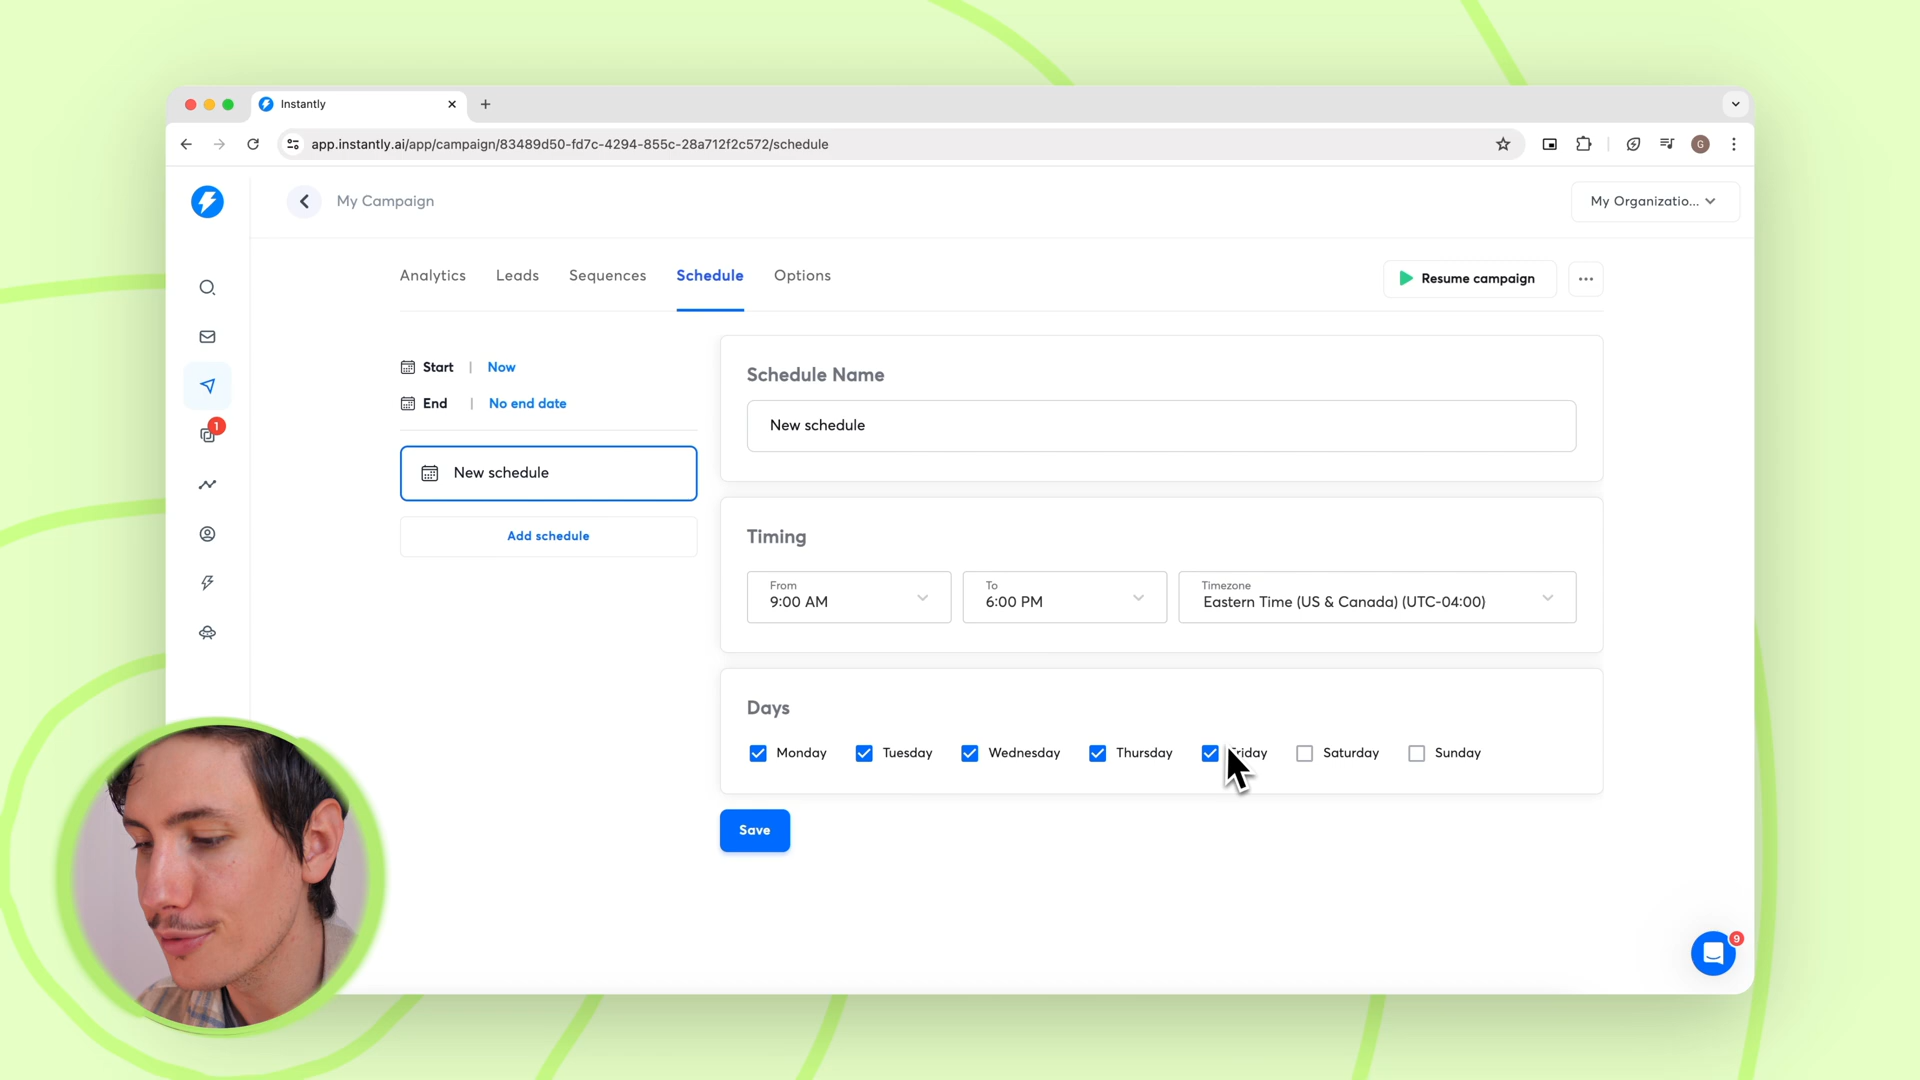 Instantly
app.instantly.ai/app/campaign/83489d50-fd7c-4294-855c-28a712f2c572/schedule
G
My Campaign
My Organizatio...
Analytics Leads Sequences Schedule Options
Resume campaign
Start | Now
End | No end date
New schedule
Add schedule
1
Schedule Name
New schedule
Timing
From
9:00 AM
To
6:00 PM
Timezone
Eastern Time (US & Canada) (UTC-04:00)
Days
Monday Tuesday Wednesday Thursday Friday Saturday Sunday
Save
9